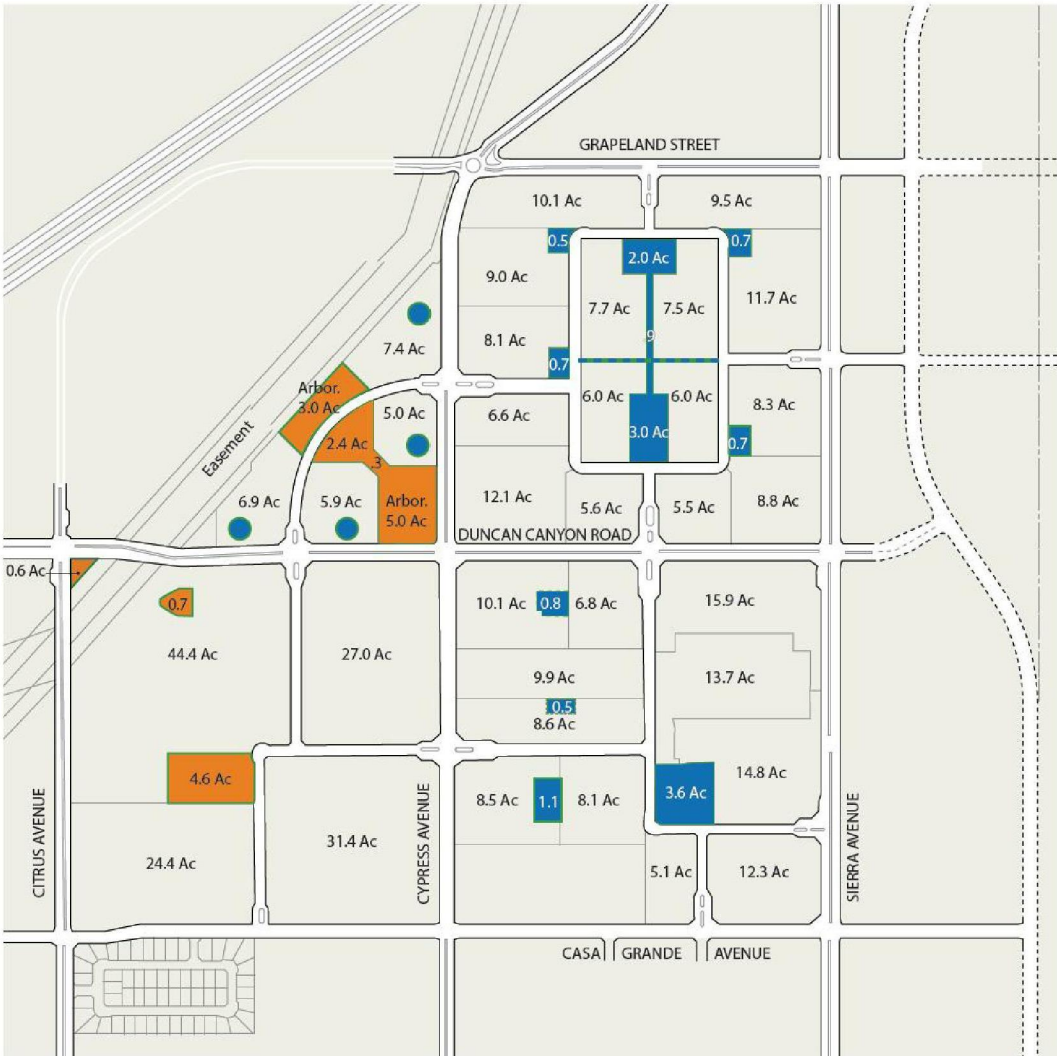 GRAPELAND STREET
10.1 Ac
9.5 Ac
0.5
0.7
2.0 Ac
9.0 Ac
11.7 Ac
7.7 Ac
7.5 Ac
.9
8.1 Ac
7.4 Ac
0.7
Arbor.
3.0 Ac
6.0 Ac
6.0 Ac
5.0 Ac
6.6 Ac
8.3 Ac
2.4 Ac
3.0 Ac
0.7
Easement
.3
6.9 Ac
5.9 Ac
Arbor.
5.0 Ac
12.1 Ac
5.6 Ac
5.5 Ac
8.8 Ac
DUNCAN CANYON ROAD
0.6 Ac
0.7
10.1 Ac
0.8
6.8 Ac
15.9 Ac
44.4 Ac
27.0 Ac
9.9 Ac
13.7 Ac
0.5
8.6 Ac
4.6 Ac
8.5 Ac
1.1
8.1 Ac
3.6 Ac
14.8 Ac
CITRUS AVENUE
CYPRESS AVENUE
SIERRA AVENUE
24.4 Ac
31.4 Ac
5.1 Ac
12.3 Ac
CASA GRANDE AVENUE